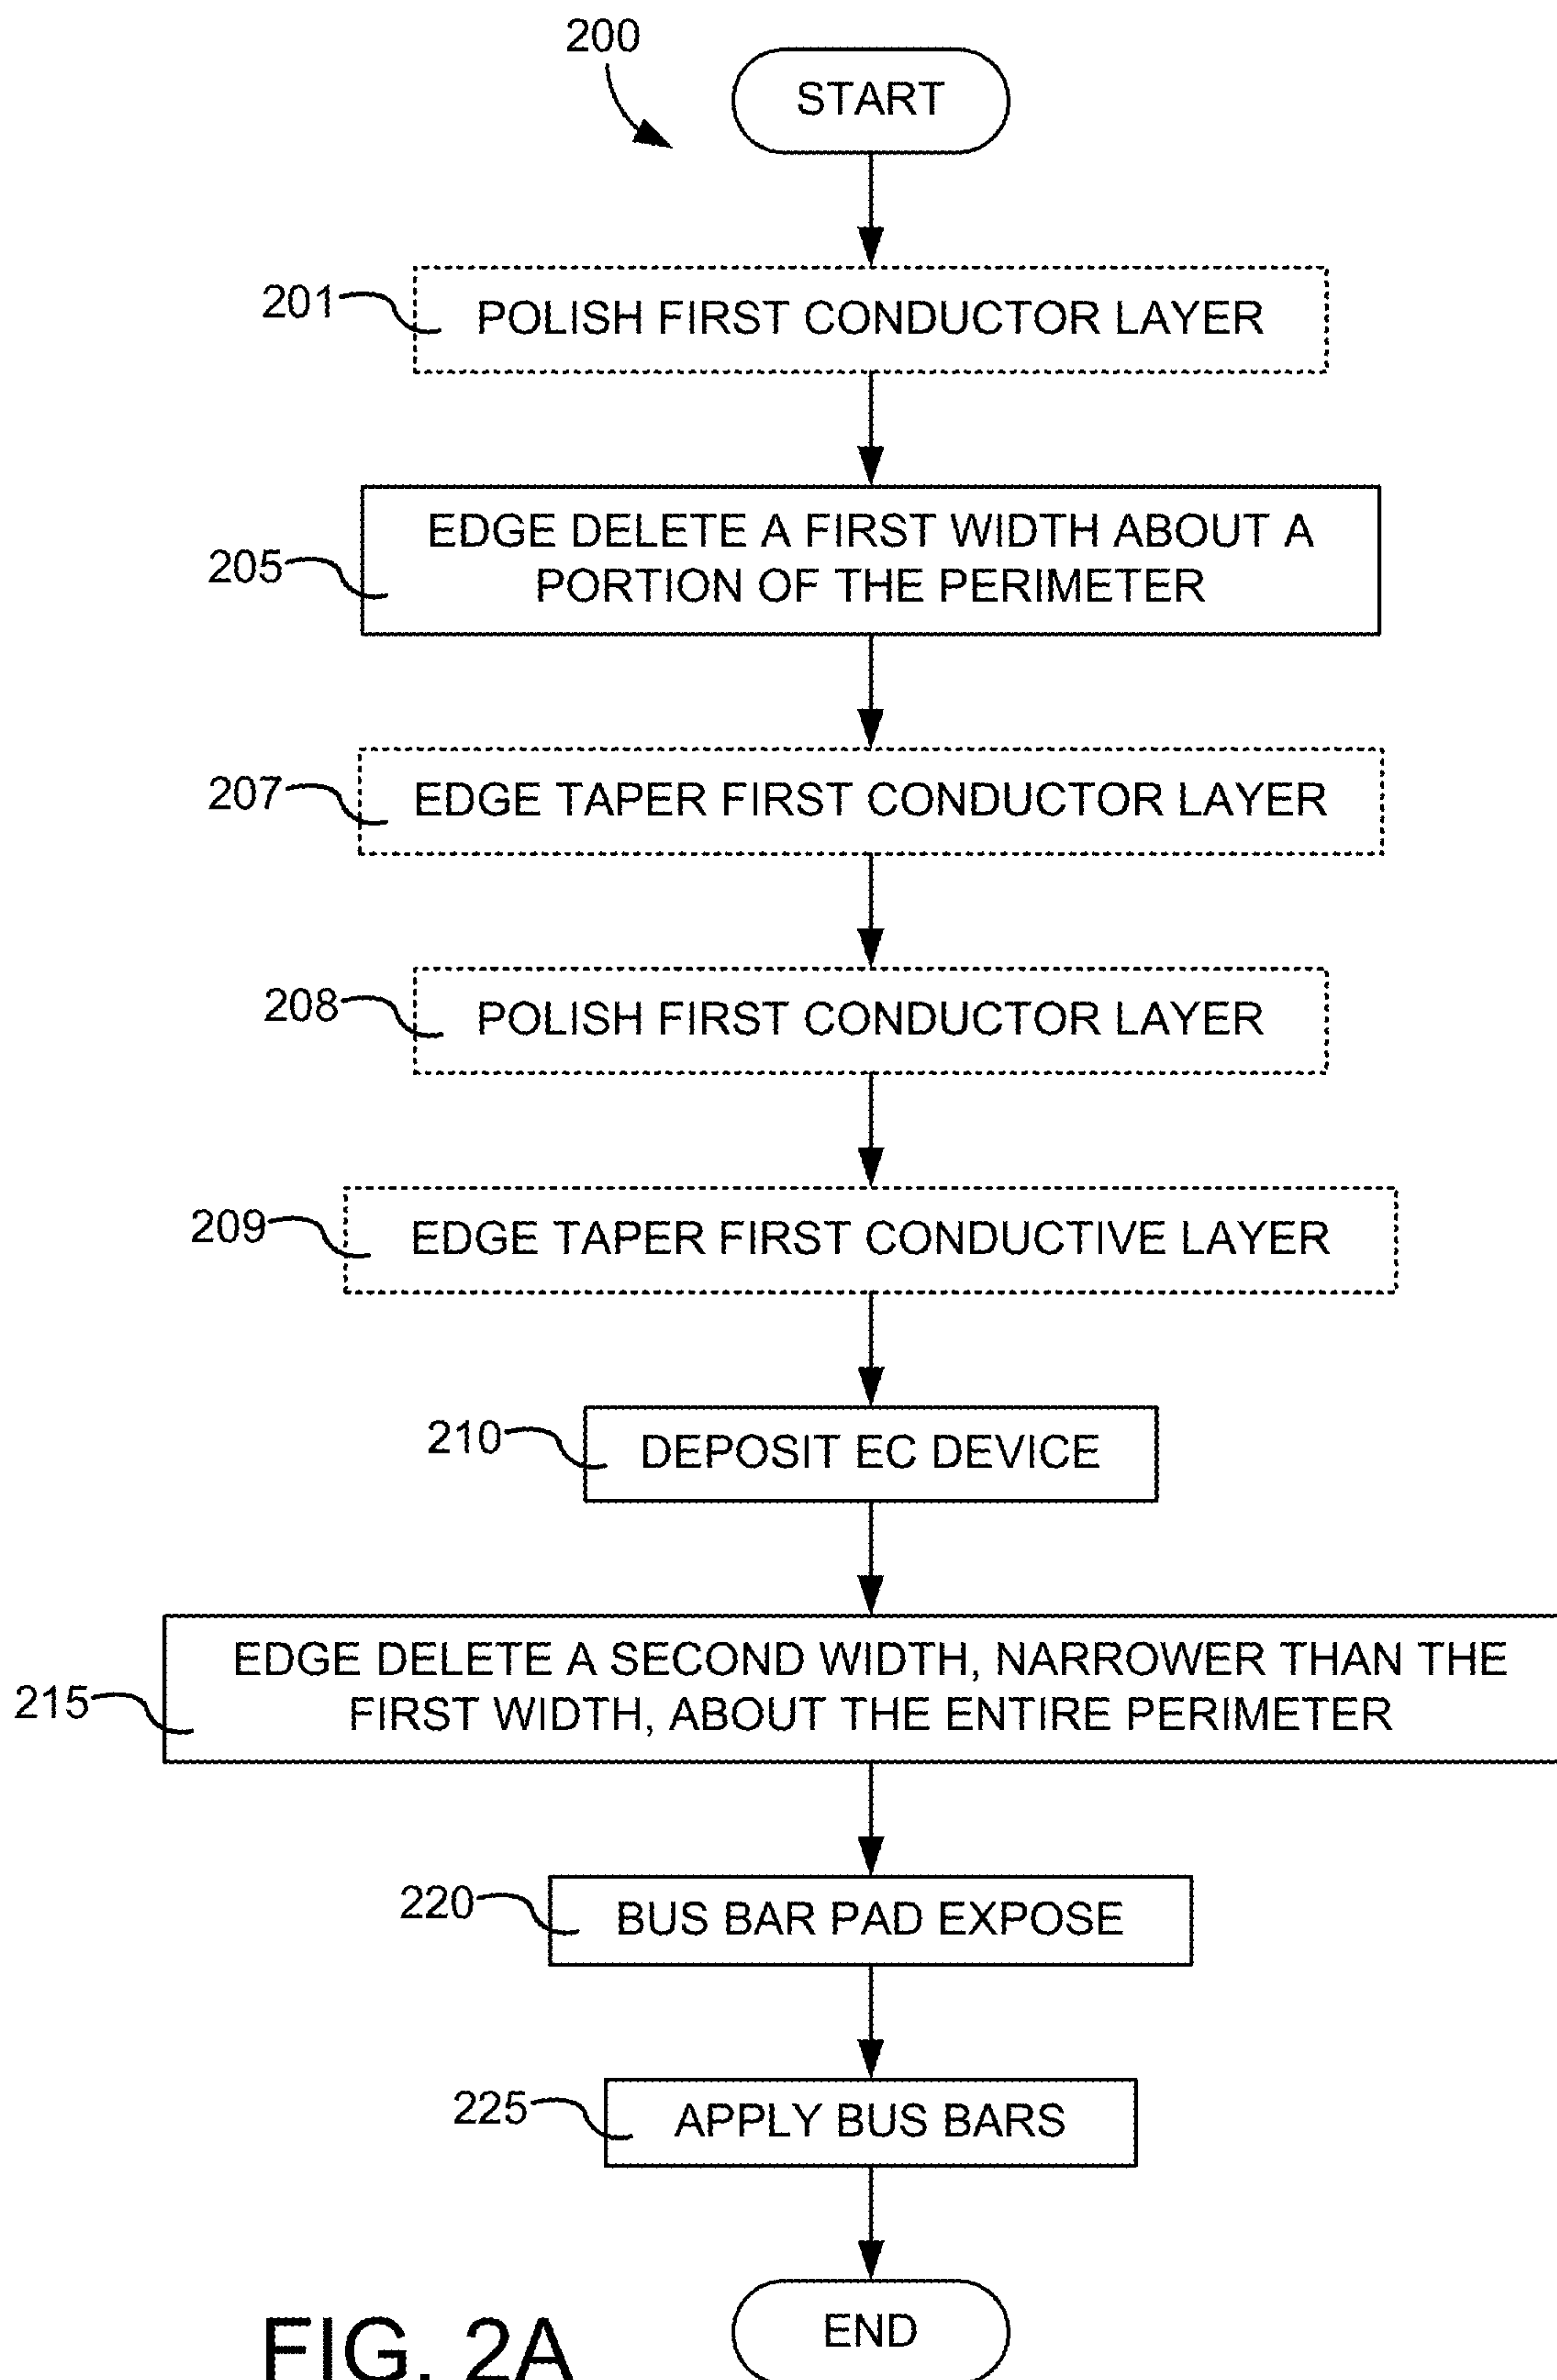 200
START
201
POLISH FIRST CONDUCTOR LAYER
205
EDGE DELETE A FIRST WIDTH ABOUT A
PORTION OF THE PERIMETER
207
EDGE TAPER FIRST CONDUCTOR LAYER
208
POLISH FIRST CONDUCTOR LAYER
209
EDGE TAPER FIRST CONDUCTIVE LAYER
210
DEPOSIT EC DEVICE
215
EDGE DELETE A SECOND WIDTH, NARROWER THAN THE
FIRST WIDTH, ABOUT THE ENTIRE PERIMETER
220
BUS BAR PAD EXPOSE
225
APPLY BUS BARS
END
FIG. 2A